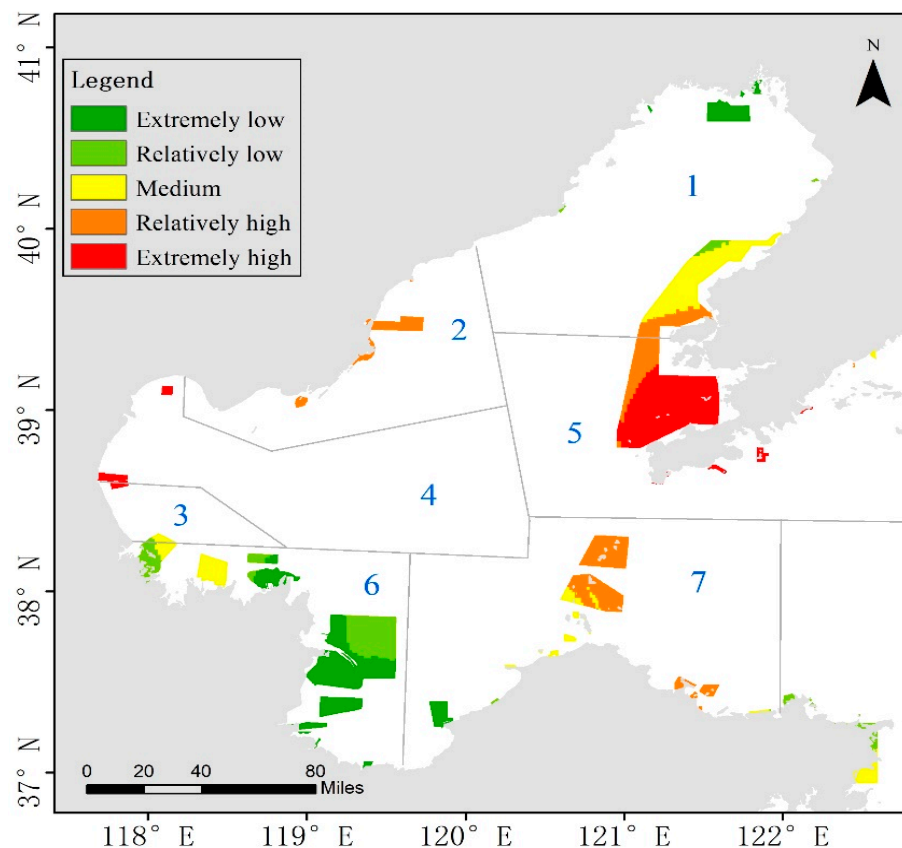 41° N
40° N
39° N
38° N
37° N
Legend
Extremely low
Relatively low
Medium
Relatively high
Extremely high
N
1
2
3
4
5
6
7
0 20 40 80
Miles
118° E 119° E 120° E 121° E 122° E